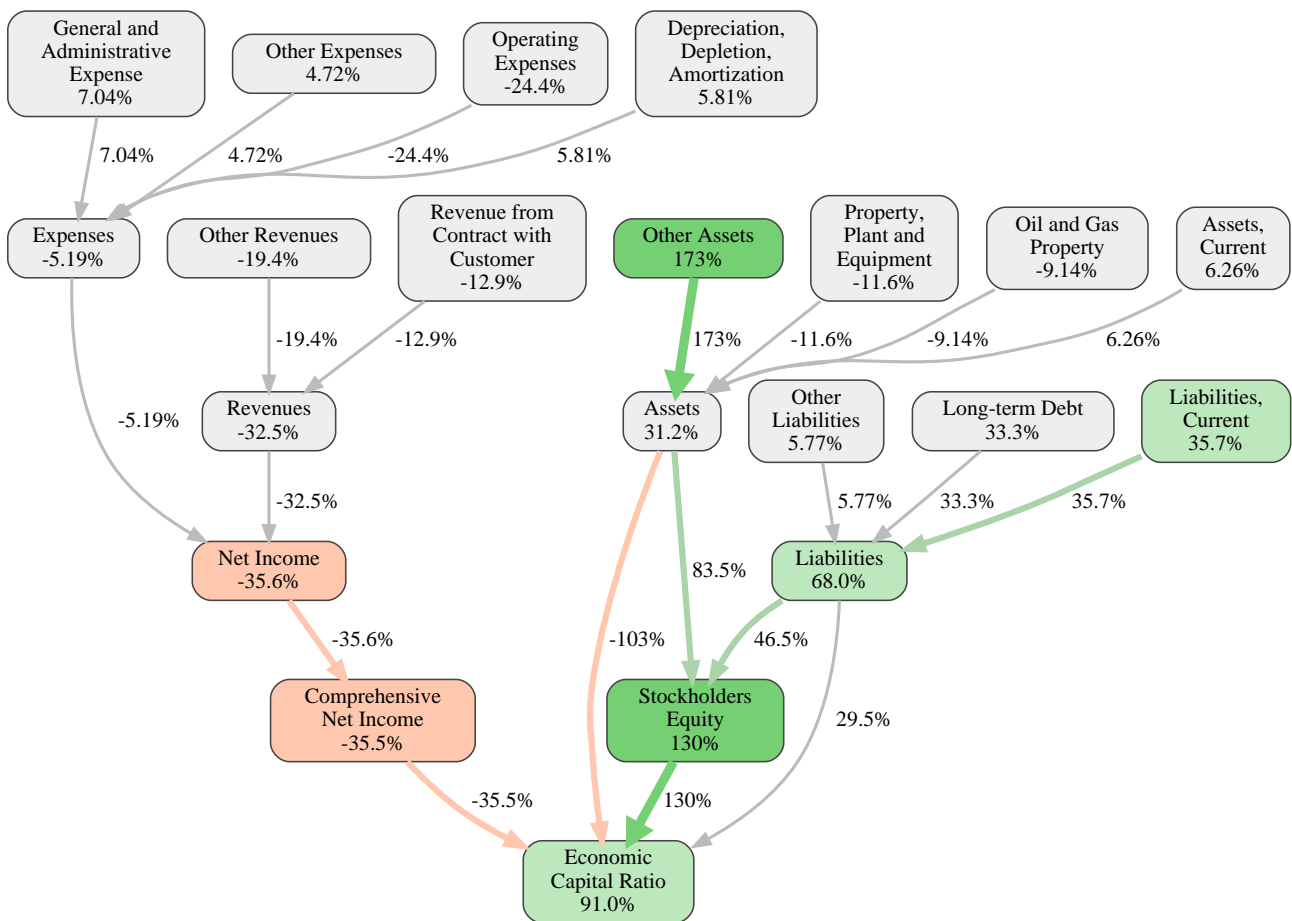 General and
Administrative
Expense
7.04%
Other Expenses
4.72%
Operating
Expenses
-24.4%
Depreciation,
Depletion,
Amortization
5.81%
7.04%
4.72%
-24.4%
5.81%
Expenses
-5.19%
Other Revenues
-19.4%
Revenue from
Contract with
Customer
-12.9%
Other Assets
173%
Property,
Plant and
Equipment
-11.6%
Oil and Gas
Property
-9.14%
Assets,
Current
6.26%
-19.4%
-12.9%
173%
-11.6%
-9.14%
6.26%
-5.19%
Revenues
-32.5%
Assets
31.2%
Other
Liabilities
5.77%
Long-term Debt
33.3%
Liabilities,
Current
35.7%
-32.5%
5.77%
33.3%
35.7%
Net Income
-35.6%
83.5%
Liabilities
68.0%
-35.6%
-103%
46.5%
Comprehensive
Net Income
-35.5%
Stockholders
Equity
130%
29.5%
-35.5%
130%
Economic
Capital Ratio
91.0%